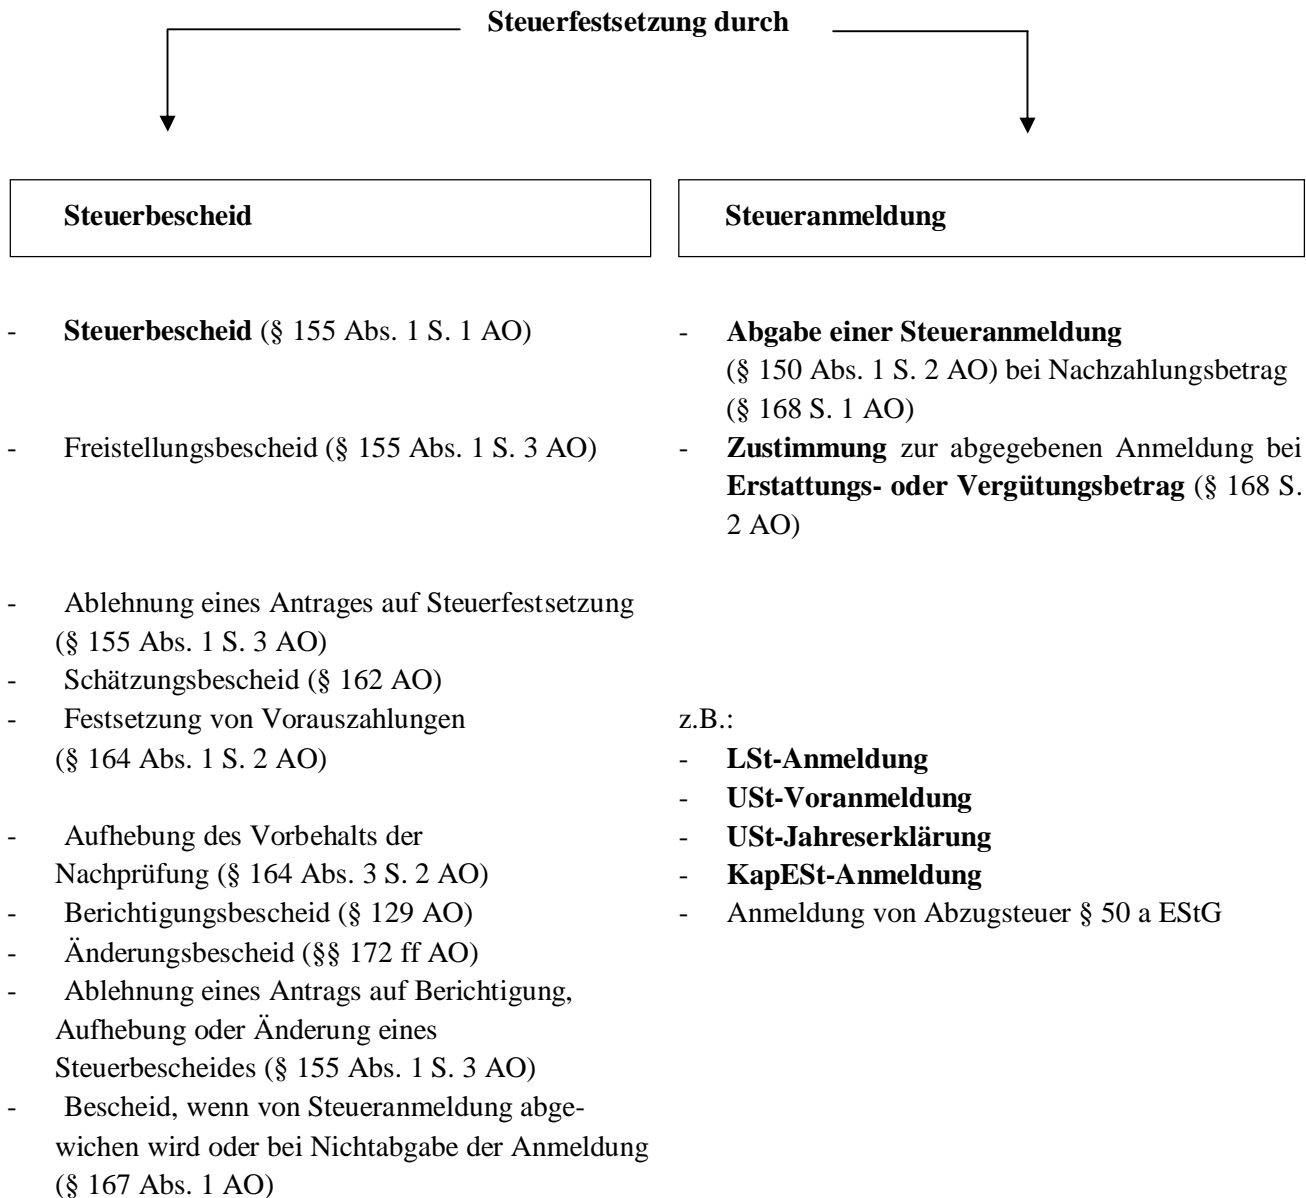 Steuerfestsetzung durch
Steuerbescheid
- Steuerbescheid (§ 155 Abs. 1 S. 1 AO)
- Freistellungsbescheid (§ 155 Abs. 1 S. 3 AO)
- Ablehnung eines Antrages auf Steuerfestsetzung
(§ 155 Abs. 1 S. 3 AO)
- Schätzungsbescheid (§ 162 AO)
- Festsetzung von Vorauszahlungen
(§ 164 Abs. 1 S. 2 AO)
- Aufhebung des Vorbehalts der
Nachprüfung (§ 164 Abs. 3 S. 2 AO)
- Berichtigungsbescheid (§ 129 AO)
- Änderungsbescheid (§§ 172 ff AO)
- Ablehnung eines Antrags auf Berichtigung,
Aufhebung oder Änderung eines
Steuerbescheides (§ 155 Abs. 1 S. 3 AO)
- Bescheid, wenn von Steueranmeldung abge-
wichen wird oder bei Nichtabgabe der Anmeldung
(§ 167 Abs. 1 AO)
Steueranmeldung
- Abgabe einer Steueranmeldung
(§ 150 Abs. 1 S. 2 AO) bei Nachzahlungsbetrag
(§ 168 S. 1 AO)
- Zustimmung zur abgegebenen Anmeldung bei
Erstattungs- oder Vergütungsbetrag (§ 168 S.
2 AO)
z.B.:
- LSt-Anmeldung
- USt-Voranmeldung
- USt-Jahreserklärung
- KapESt-Anmeldung
- Anmeldung von Abzugsteuer § 50 a EStG